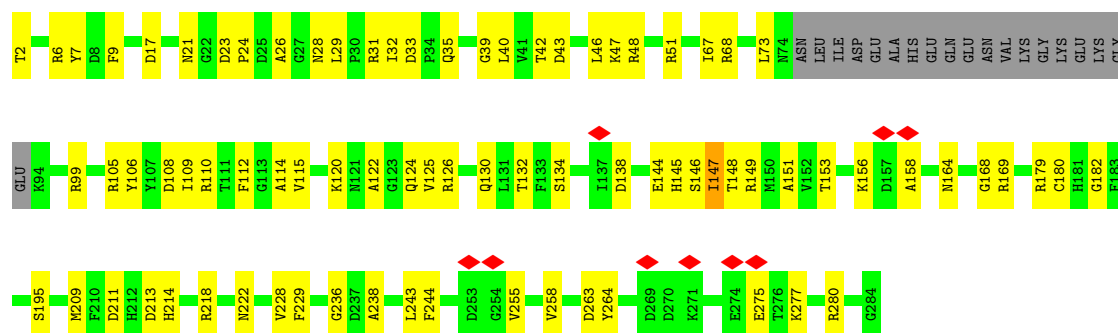 T2 R6 Y7 D8 F9 D17 N21 G22 D23 P24 D25 A26 G27 N28 L29 P30 R31 I32 D33 P34 Q35 G39 L40 V41 T42 D43 L46 K47 R48 R51 I67 R68 L73 N74 ASN LEU ILE ASP GLU ALA HIS GLU GLN GLU ASN VAL LYS GLY LYS CYS GLU LYS GLY
GLU K94 R99 R105 Y106 Y107 D108 I109 R110 T111 F112 G113 A114 V115 K120 N121 A122 G123 Q124 V125 R126 Q130 L131 T132 F133 S134 I137 D138 E144 H145 S146 I147 T148 R149 M150 A151 V152 T153 K156 D157 A158 N164 G168 R169 R179 C180 H181 G182
S195 M209 F210 D211 H212 D213 H214 R218 N222 V228 F229 G236 D237 A238 L243 F244 D253 G254 V255 V258 D263 Y264 D269 D270 K271 E274 E275 T276 K277 R280 G284